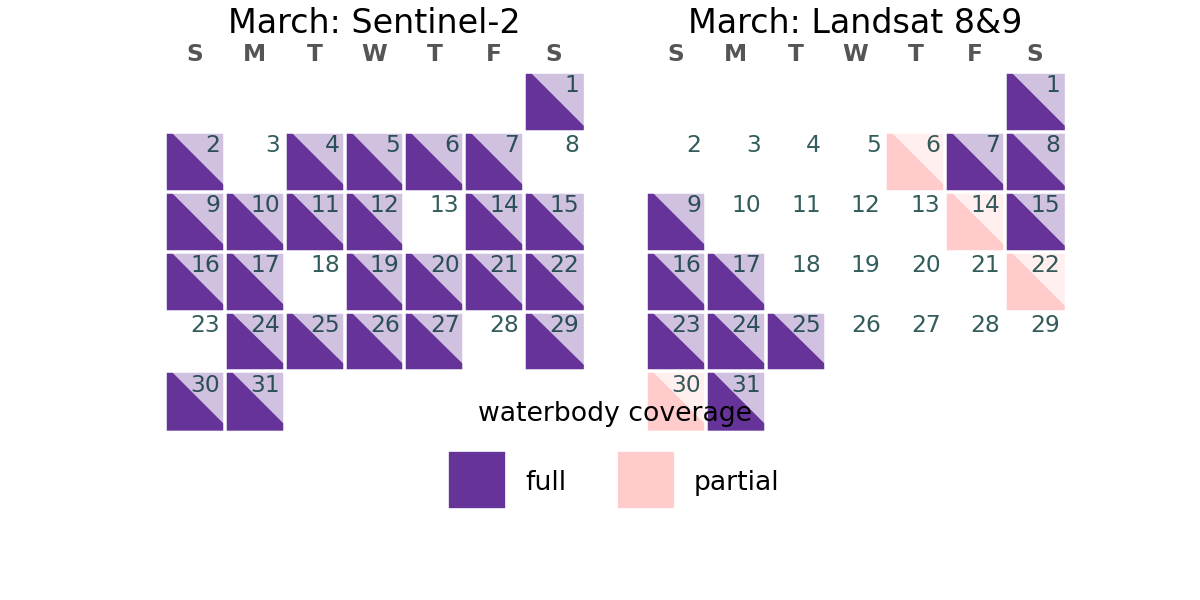 March: Sentinel-2
S M T W T F S
1
2 3 4 5 6 7 8
9 10 11 12 13 14 15
16 17 18 19 20 21 22
23 24 25 26 27 28 29
30 31
March: Landsat 8&9
S M T W T F S
1
2 3 4 5 6 7 8
9 10 11 12 13 14 15
16 17 18 19 20 21 22
23 24 25 26 27 28 29
30 31
waterbody coverage
full partial